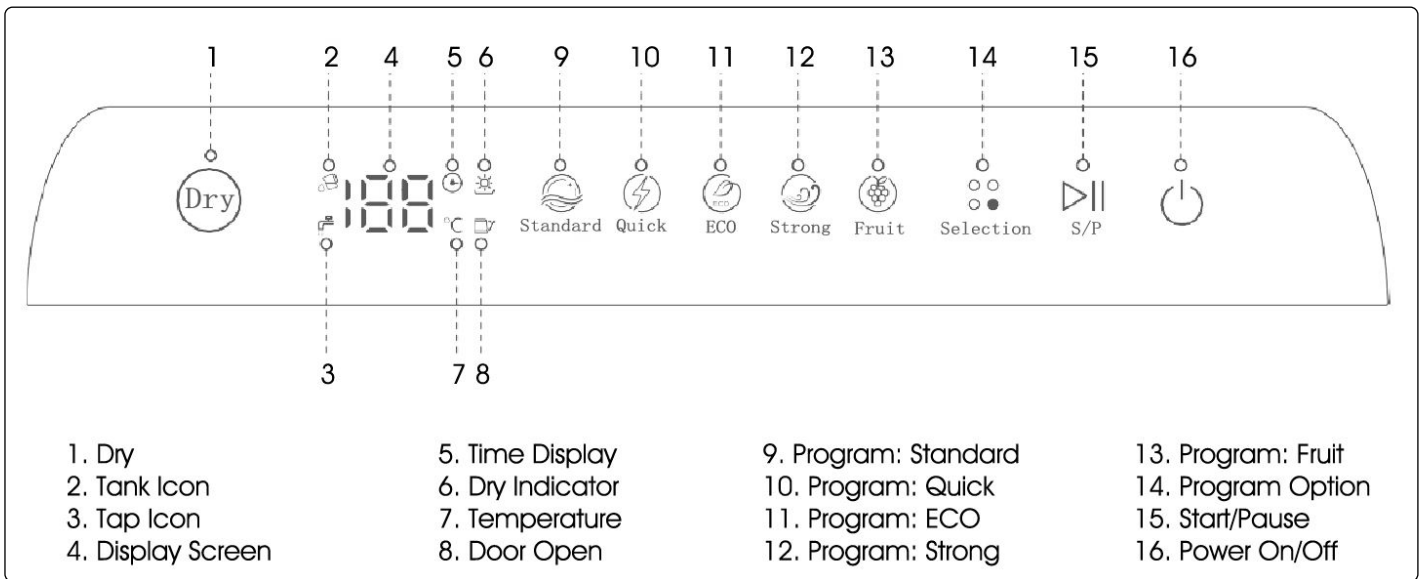 1 2 4 5 6 9 10 11 12 13 14 15 16
Dry
188
°C
ECO
Standard Quick ECO Strong Fruit Selection S/P
3 7 8
1. Dry
2. Tank Icon
3. Tap Icon
4. Display Screen
5. Time Display
6. Dry Indicator
7. Temperature
8. Door Open
9. Program: Standard
10. Program: Quick
11. Program: ECO
12. Program: Strong
13. Program: Fruit
14. Program Option
15. Start/Pause
16. Power On/Off